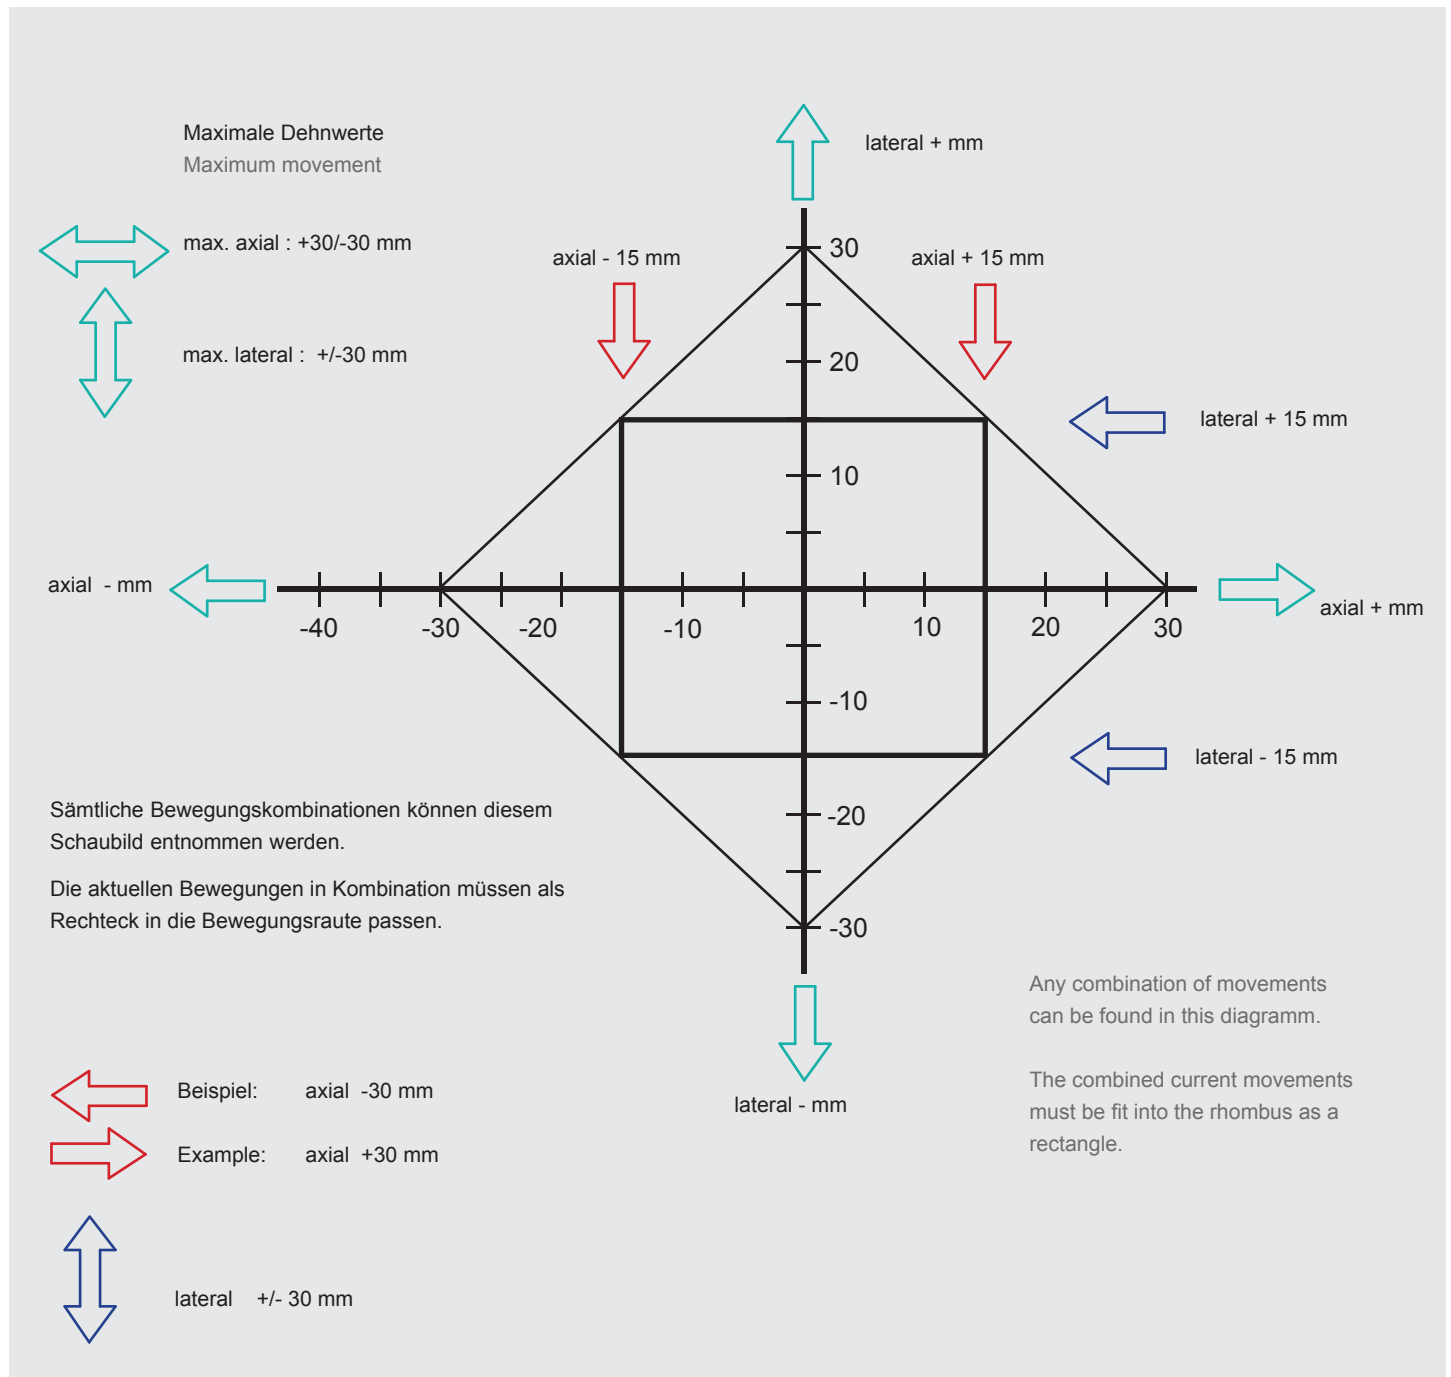 Maximale Dehnwerte
Maximum movement
max. axial : +30/-30 mm
max. lateral : +/-30 mm
lateral + mm
axial - 15 mm
axial + 15 mm
lateral + 15 mm
lateral - 15 mm
axial - mm
axial + mm
30
20
10
-40 -30 -20 -10 10 20 30
-10
-20
-30
lateral - mm
Sämtliche Bewegungskombinationen können diesem
Schaubild entnommen werden.
Die aktuellen Bewegungen in Kombination müssen als
Rechteck in die Bewegungsraute passen.
Any combination of movements
can be found in this diagramm.
The combined current movements
must be fit into the rhombus as a
rectangle.
Beispiel: axial -30 mm
Example: axial +30 mm
lateral +/- 30 mm